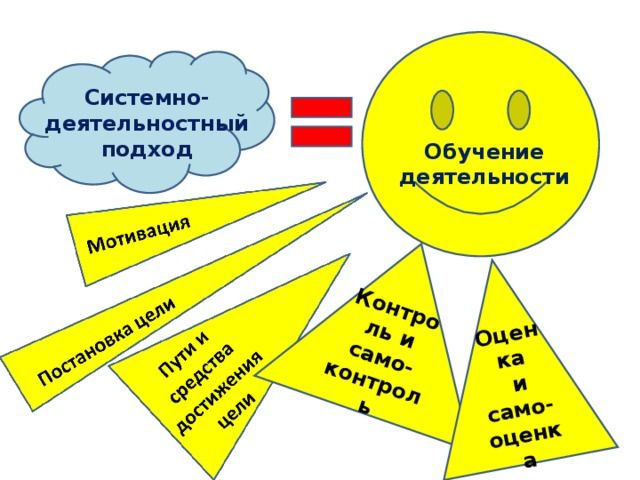 Системно-
деятельностный
подход
Обучение
деятельности
Мотивация
Постановка цели
Пути и
средства
достижения
цели
Контро
ль и
само-
контрол
ь
Оцен
ка
и
само-
оценк
а